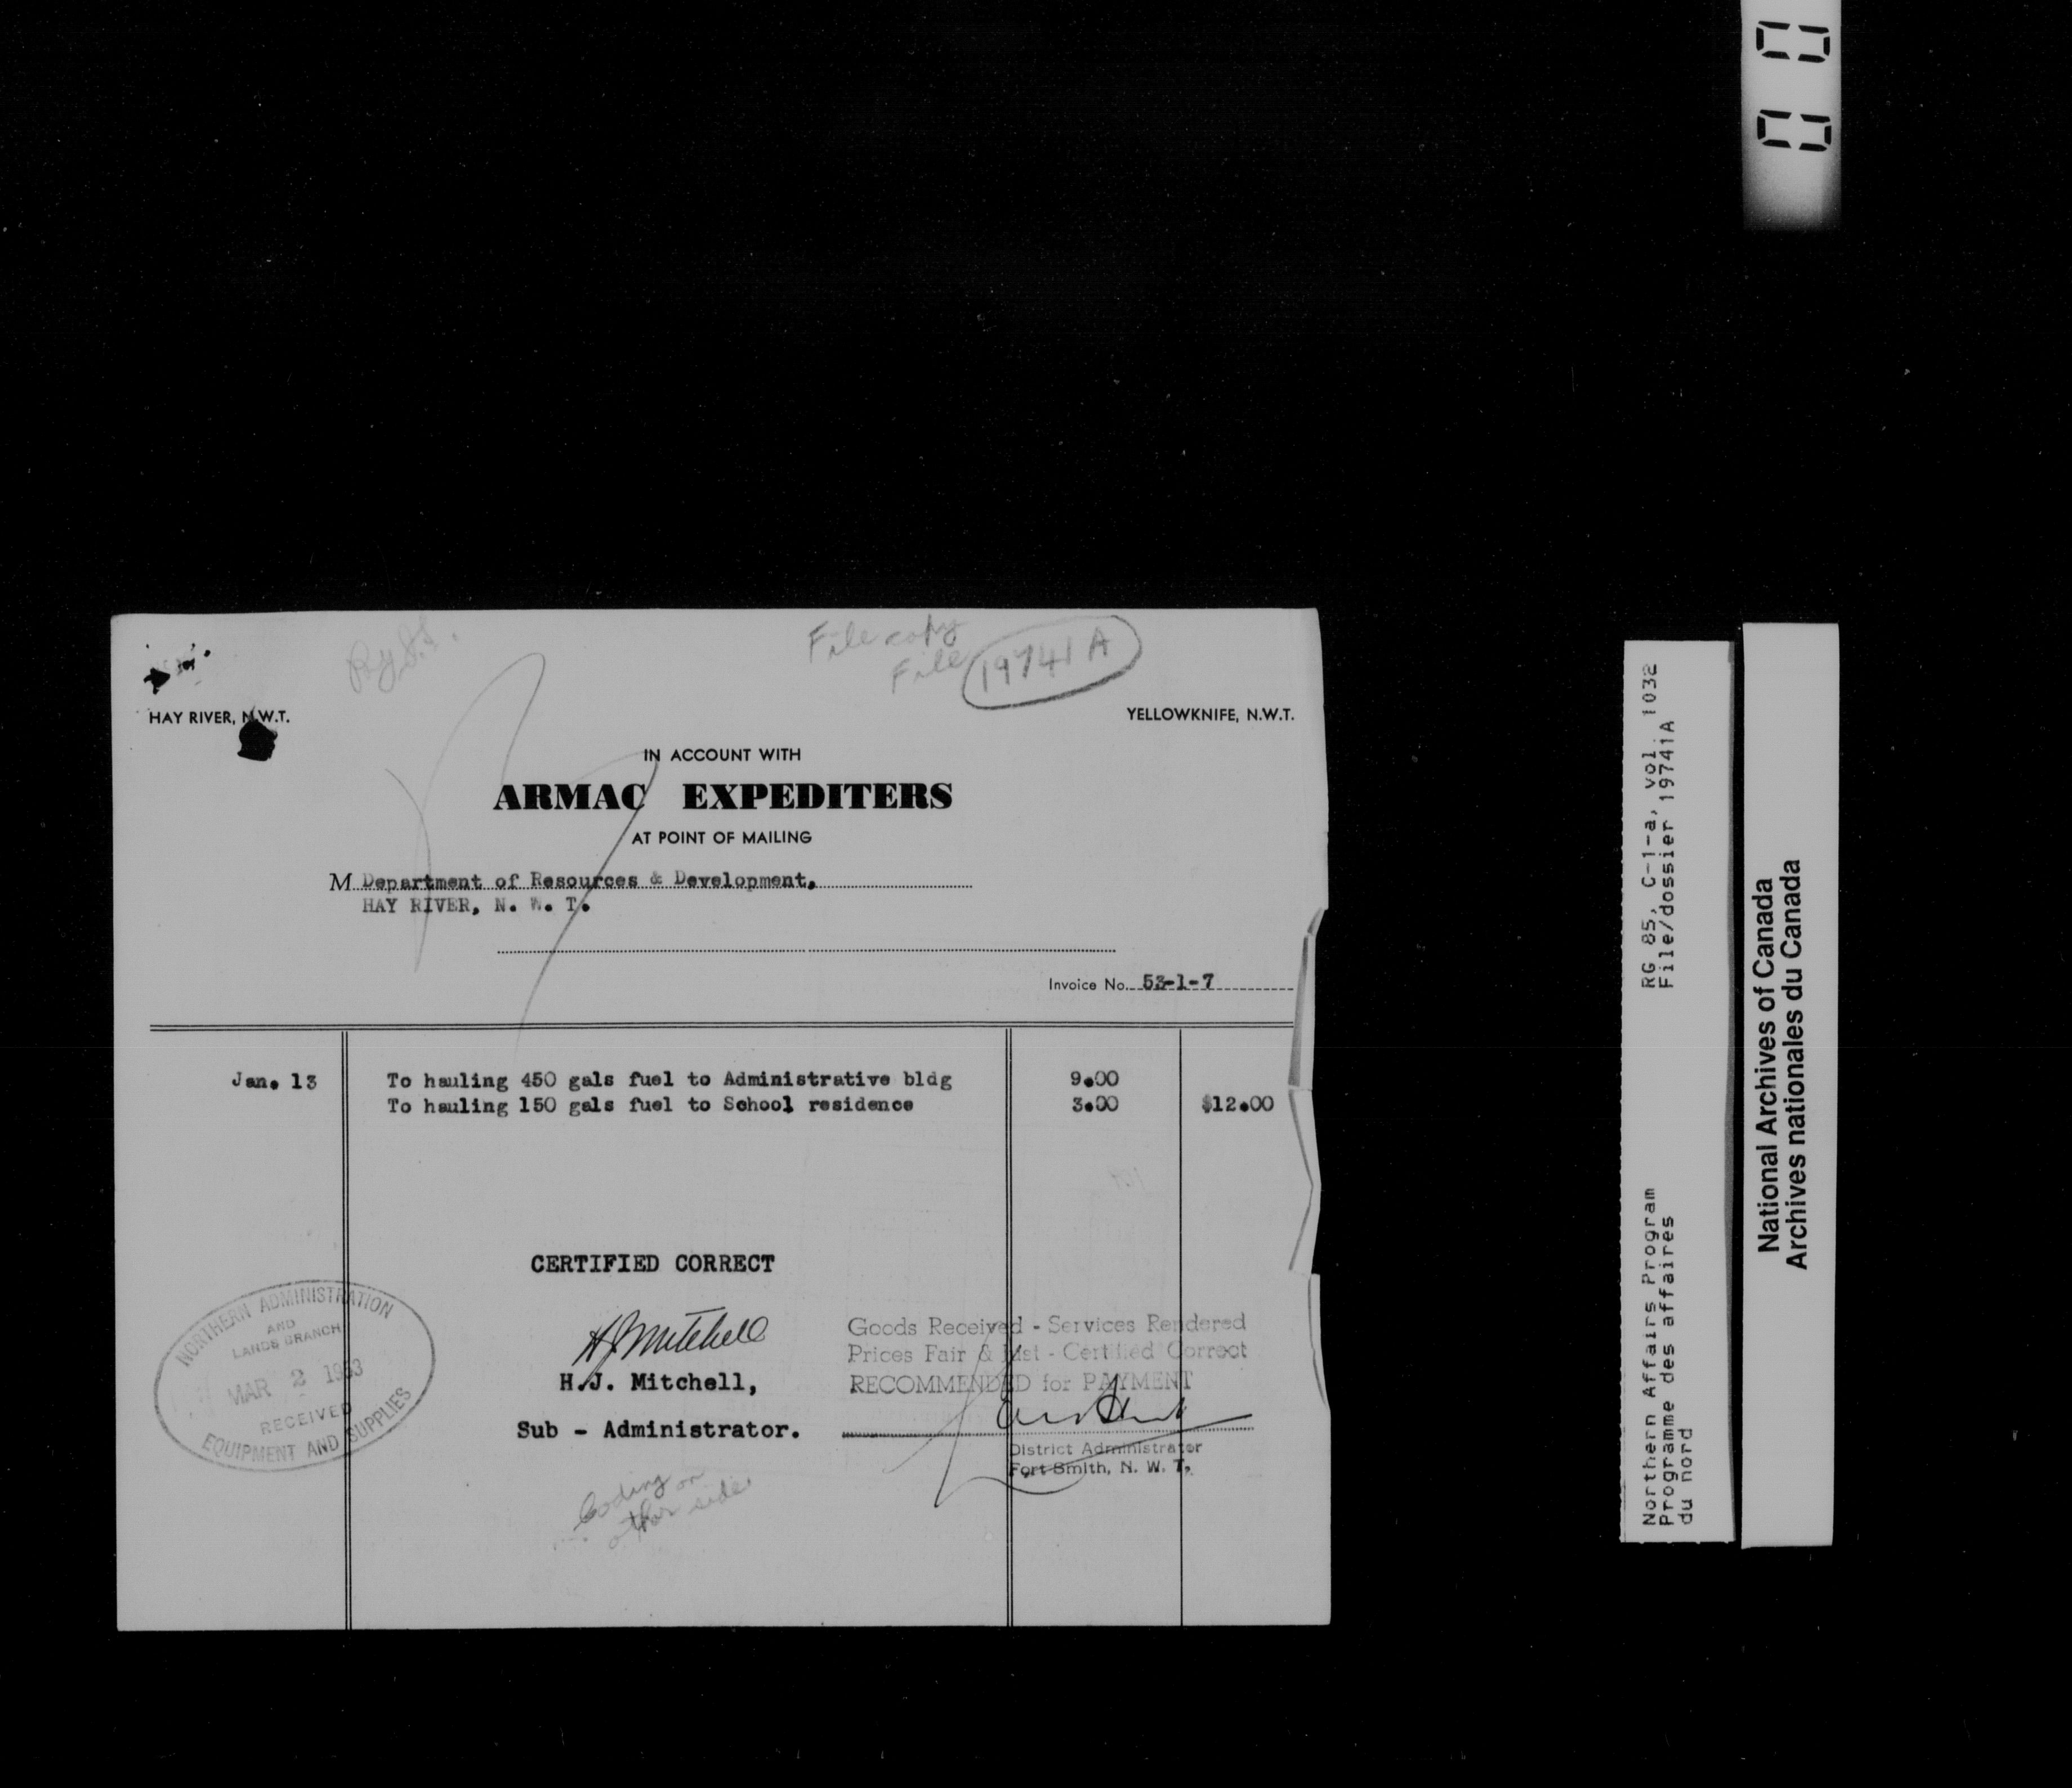 File copy
File 19741 A
HAY RIVER, N.W.T.
YELLOWKNIFE, N.W.T.
IN ACCOUNT WITH
ARMAC EXPEDITERS
AT POINT OF MAILING
M Department of Resources & Development,
HAY RIVER, N. W. T.
Invoice No. 53-1-7
Jan. 13 To hauling 450 gals fuel to Administrative bldg 9.00
To hauling 150 gals fuel to School residence 3.00 $12.00
CERTIFIED CORRECT
HJMitchell
H.J. Mitchell,
Sub - Administrator.
NORTHERN ADMINISTRATION
AND
LANDS BRANCH
MAR 2 1953
RECEIVED
EQUIPMENT AND SUPPLIES
Goods Received - Services Rendered
Prices Fair & Just - Certified Correct
RECOMMENDED for PAYMENT
District Administrator
Fort Smith, N. W. T.
Coding on
other side
RG 85, C-1-a, vol. 1032
File/dossier 19741A
Northern Affairs Program
Programme des affaires
du nord
National Archives of Canada
Archives nationales du Canada